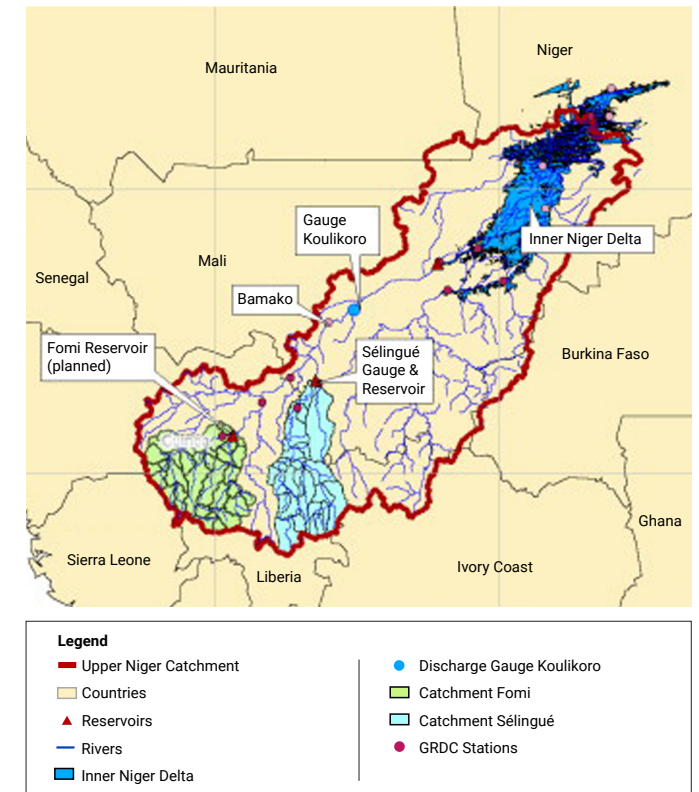 Niger
Mauritania
Gauge
Koulikoro
Inner Niger Delta
Mali
Senegal
Bamako
Fomi Reservoir
(planned)
Sélingué
Gauge &
Reservoir
Burkina Faso
Ghana
Sierra Leone
Liberia
Ivory Coast
Legend
Upper Niger Catchment
Countries
Reservoirs
Rivers
Inner Niger Delta
Discharge Gauge Koulikoro
Catchment Fomi
Catchment Sélingué
GRDC Stations